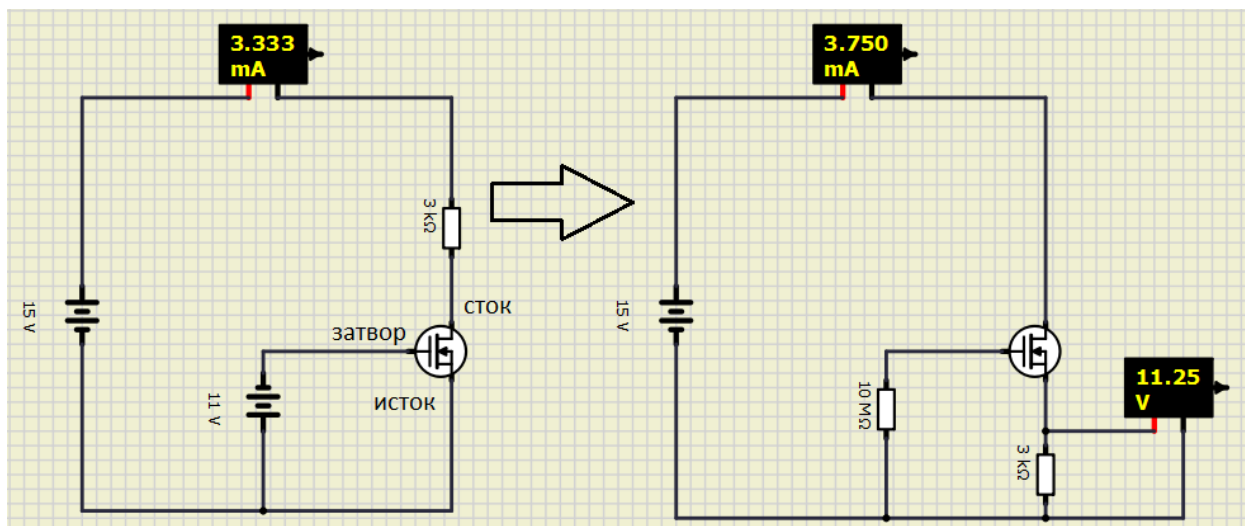 3.333
mA
3 kΩ
сток
затвор
15 V
исток
11 V
3.750
mA
15 V
10 MΩ
11.25
V
3 kΩ